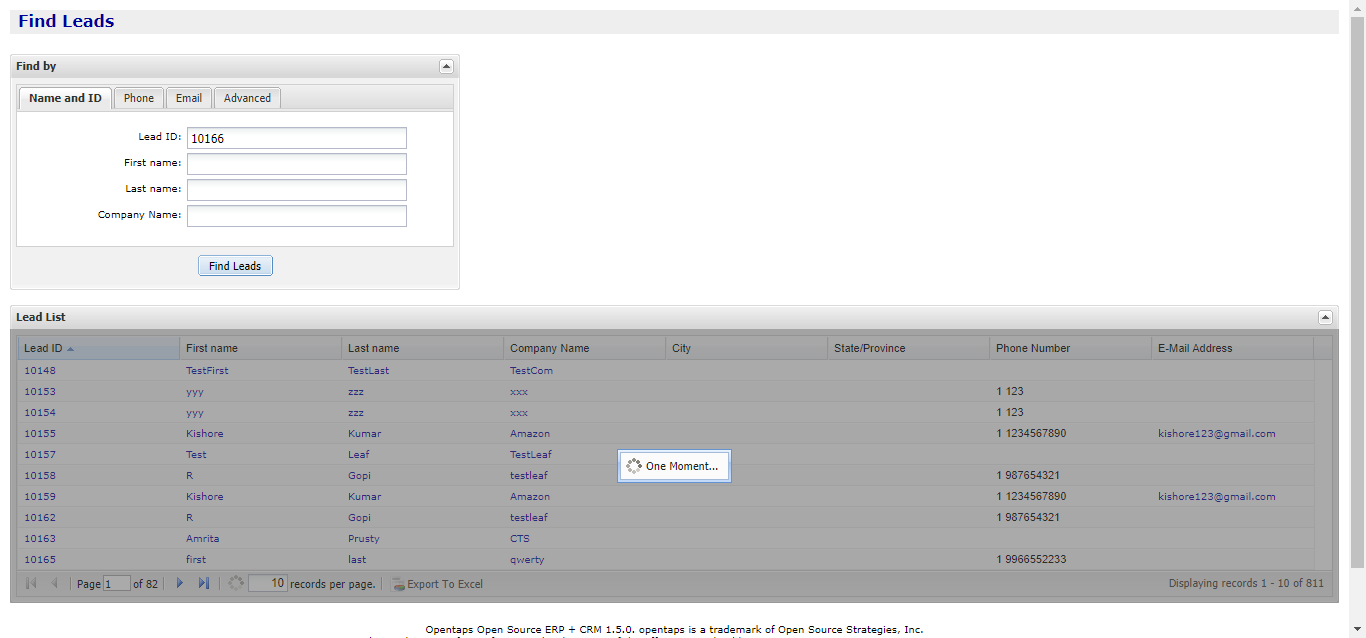 Find Leads
Find by
Name and ID Phone Email Advanced
Lead ID: 10166
First name:
Last name:
Company Name:
Find Leads
Lead List
Lead ID First name Last name Company Name City State/Province Phone Number E-Mail Address
10148 TestFirst TestLast TestCom
10153 yyy zzz xxx 1 123
10154 yyy zzz xxx 1 123
10155 Kishore Kumar Amazon 1 1234567890 kishore123@gmail.com
10157 Test Leaf TestLeaf
10158 R Gopi testleaf 1 987654321
One Moment...
10159 Kishore Kumar Amazon 1 1234567890 kishore123@gmail.com
10162 R Gopi testleaf 1 987654321
10163 Amrita Prusty CTS
10165 first last qwerty 1 9966552233
Page 1 of 82 10 records per page. Export To Excel Displaying records 1 - 10 of 811
Opentaps Open Source ERP + CRM 1.5.0. opentaps is a trademark of Open Source Strategies, Inc.